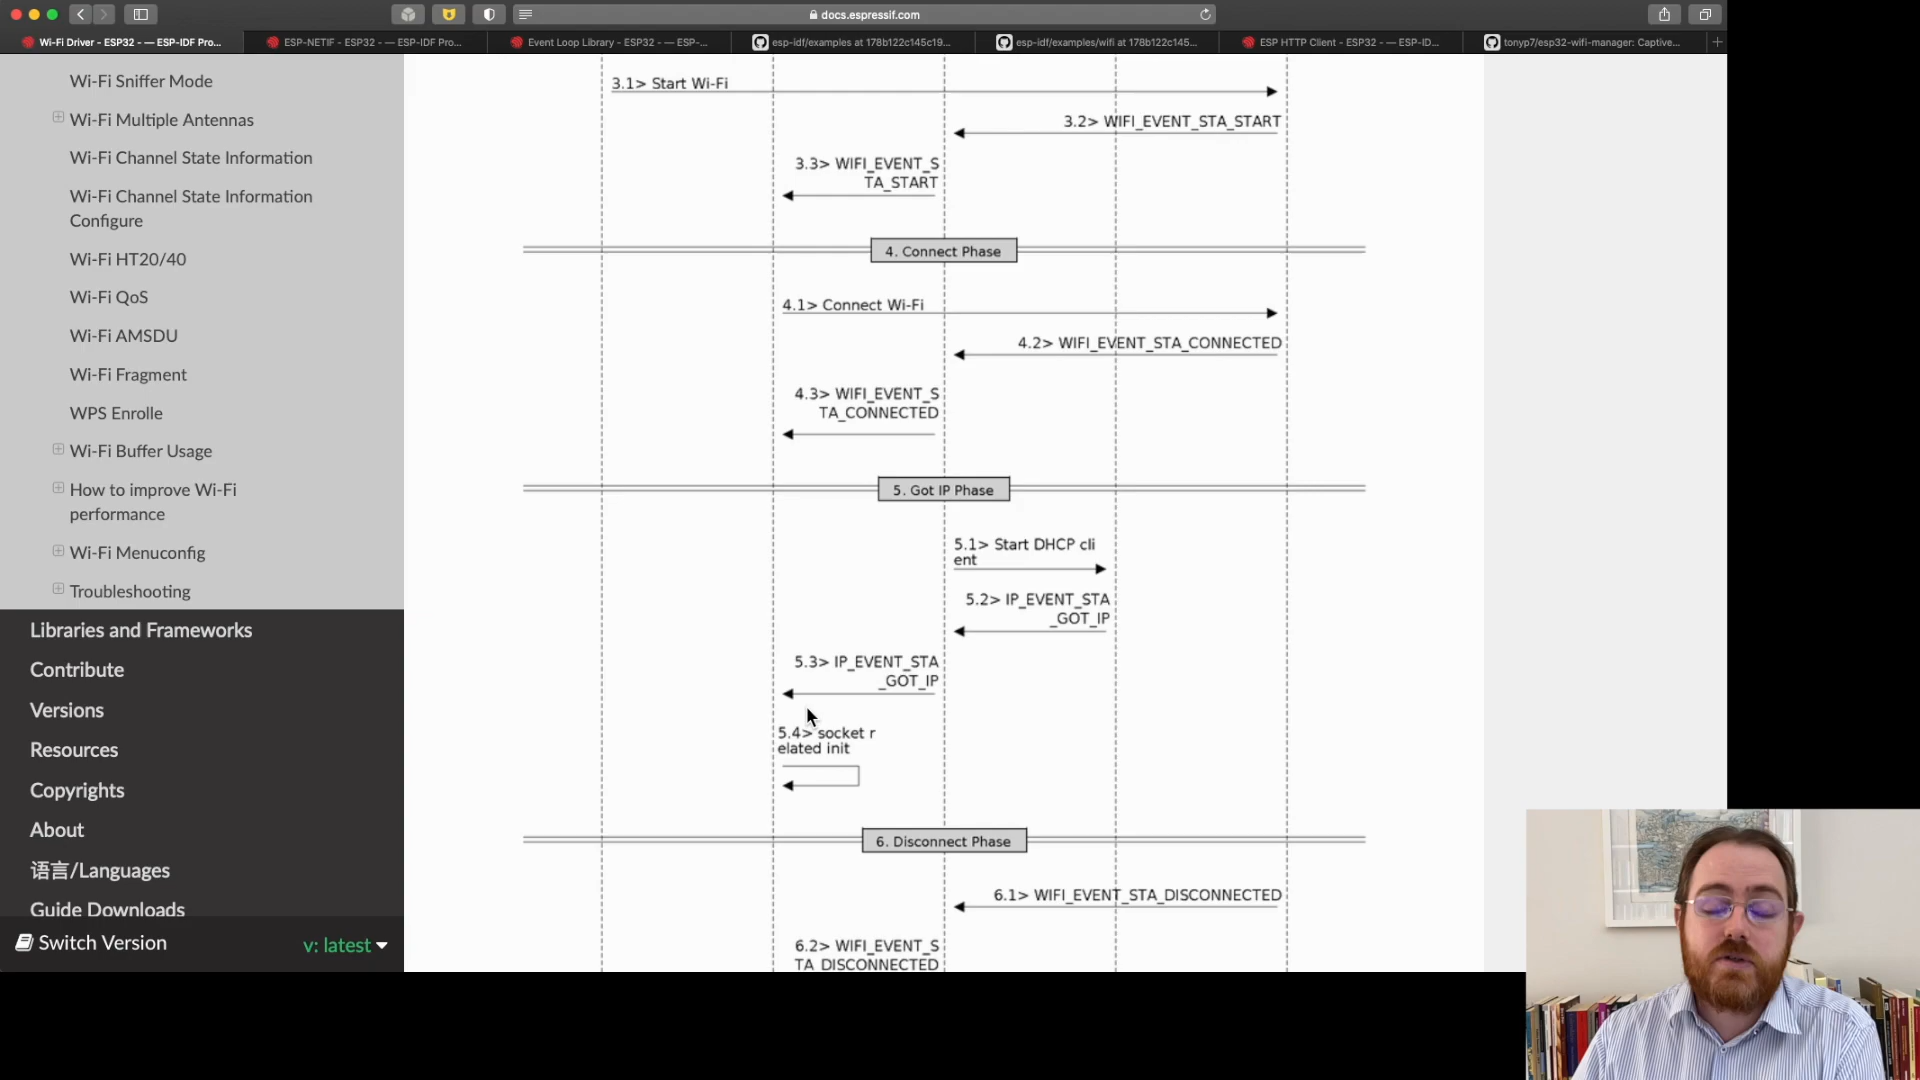 docs.espressif.com
Wi-Fi Driver - ESP32 - — ESP-IDF Pro...
ESP-NETIF - ESP32 - — ESP-IDF Pro...
Event Loop Library - ESP32 - — ESP-...
esp-idf/examples at 178b122c145c19...
esp-idf/examples/wifi at 178b122c145...
ESP HTTP Client - ESP32 - — ESP-ID...
tonyp7/esp32-wifi-manager: Captive...
Wi-Fi Sniffer Mode
Wi-Fi Multiple Antennas
Wi-Fi Channel State Information
Wi-Fi Channel State Information
Configure
Wi-Fi HT20/40
Wi-Fi QoS
Wi-Fi AMSDU
Wi-Fi Fragment
WPS Enrolle
Wi-Fi Buffer Usage
How to improve Wi-Fi
performance
Wi-Fi Menuconfig
Troubleshooting
Libraries and Frameworks
Contribute
Versions
Resources
Copyrights
About
语言/Languages
Guide Downloads
Switch Version v: latest
3.1> Start Wi-Fi
3.2> WIFI_EVENT_STA_START
3.3> WIFI_EVENT_S
TA_START
4. Connect Phase
4.1> Connect Wi-Fi
4.2> WIFI_EVENT_STA_CONNECTED
4.3> WIFI_EVENT_S
TA_CONNECTED
5. Got IP Phase
5.1> Start DHCP cli
ent
5.2> IP_EVENT_STA
_GOT_IP
5.3> IP_EVENT_STA
_GOT_IP
5.4> socket r
elated init
6. Disconnect Phase
6.1> WIFI_EVENT_STA_DISCONNECTED
6.2> WIFI_EVENT_S
TA_DISCONNECTED